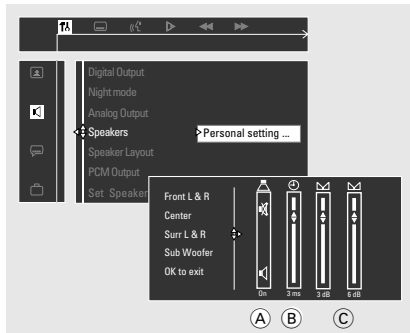 Digital Output
Night mode
Analog Output
Speakers
Personal setting ...
Speaker Layout
PCM Output
Set Speaker
Front L & R
Center
Surr L & R
Sub Woofer
OK to exit
On
3 ms
3 dB
6 dB
A B C